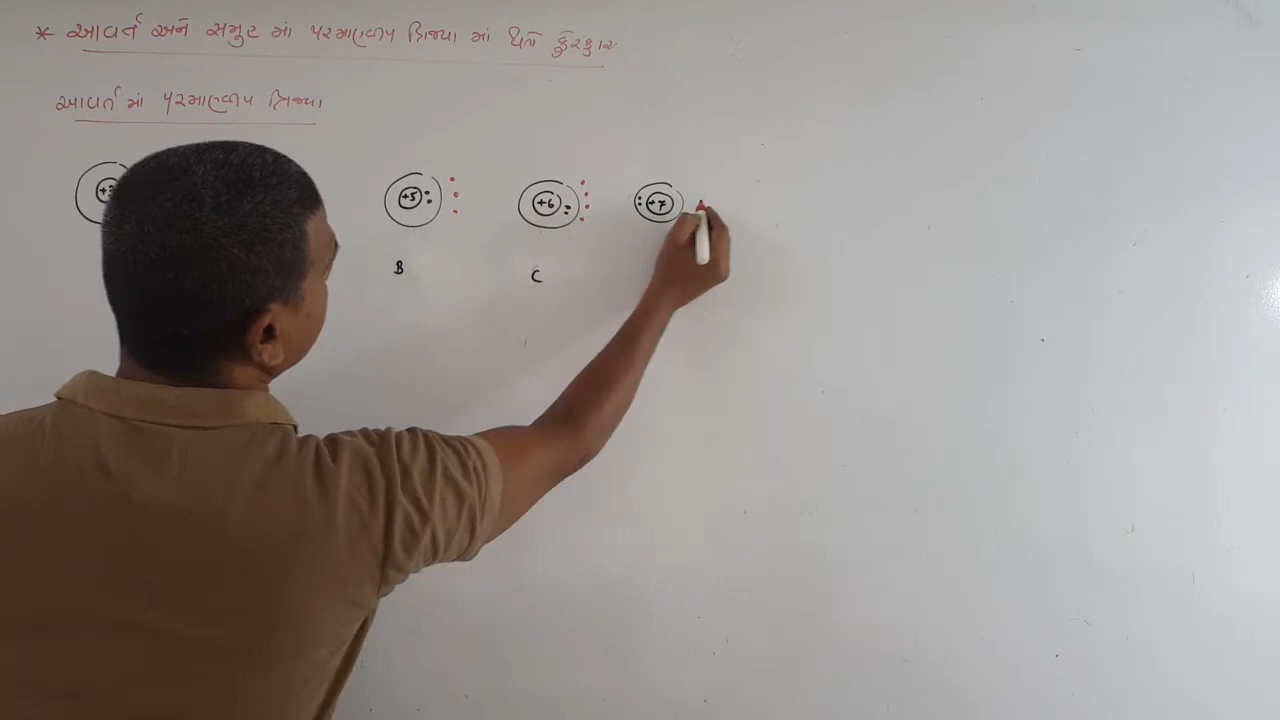 * આવર્ત અને સમુહ માં પરમાણ્વીય ત્રિજ્યા માં થતો ફેરફાર
આવર્ત માં પરમાણ્વીય ત્રિજ્યા
+5 +6 +7
B C